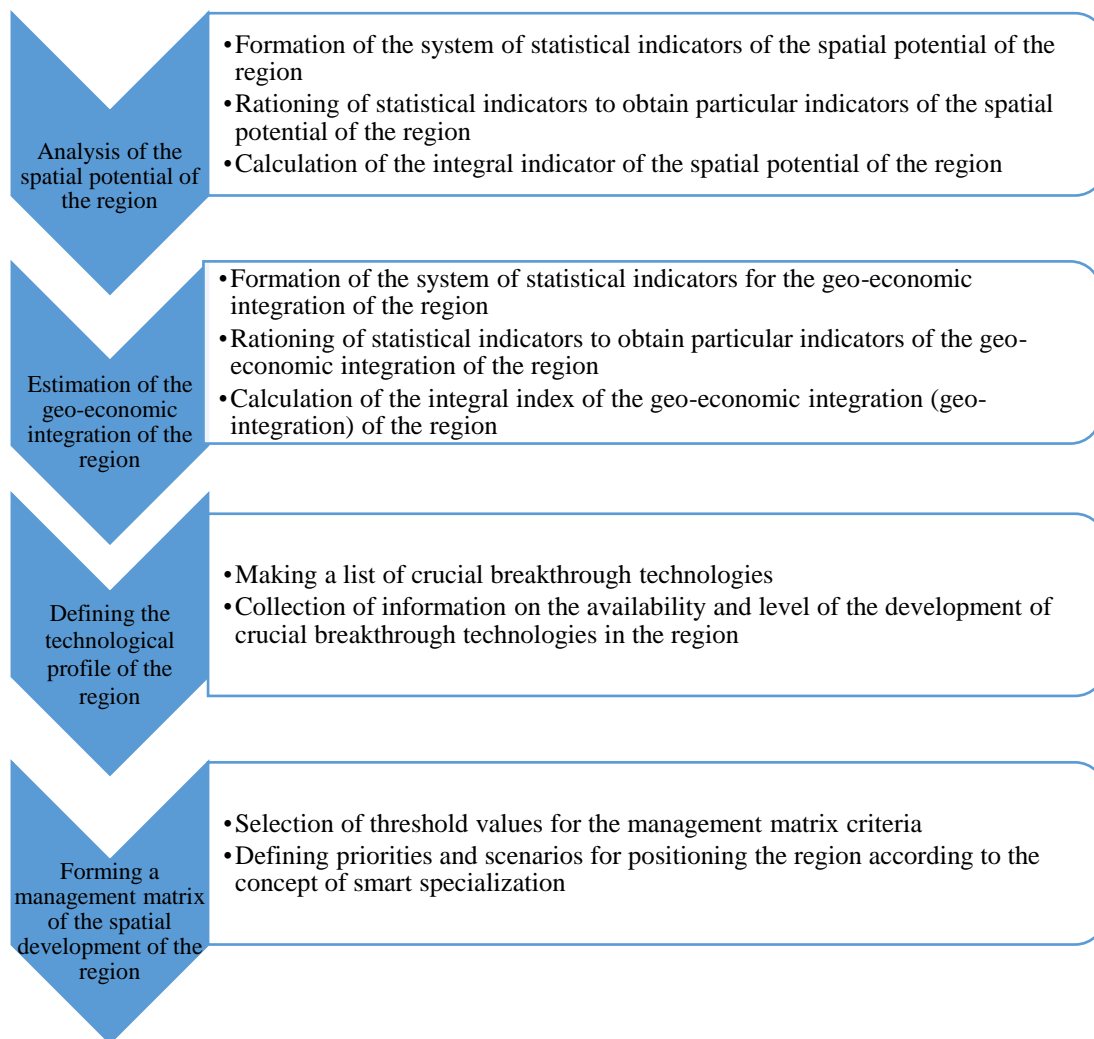 Analysis of the
spatial potential of
the region
•Formation of the system of statistical indicators of the spatial potential of the
region
•Rationing of statistical indicators to obtain particular indicators of the spatial
potential of the region
•Calculation of the integral indicator of the spatial potential of the region
Estimation of the
geo-economic
integration of the
region
•Formation of the system of statistical indicators for the geo-economic
integration of the region
•Rationing of statistical indicators to obtain particular indicators of the geo-
economic integration of the region
•Calculation of the integral index of the geo-economic integration (geo-
integration) of the region
Defining the
technological
profile of the
region
•Making a list of crucial breakthrough technologies
•Collection of information on the availability and level of the development of
crucial breakthrough technologies in the region
Forming a
management matrix
of the spatial
development of the
region
•Selection of threshold values for the management matrix criteria
•Defining priorities and scenarios for positioning the region according to the
concept of smart specialization